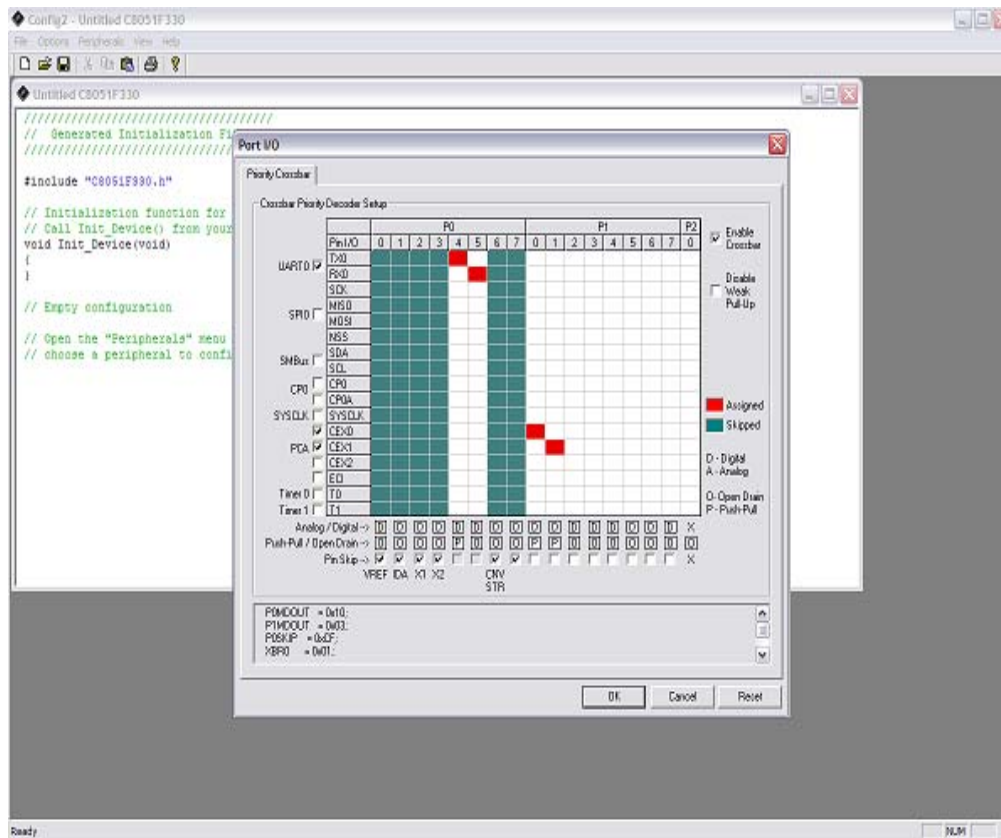 Config2 - Untitled C8051F330
File Options Peripherals View Help
Untitled C8051F330
/////////////////////////////////////
// Generated Initialization Fi
#include "C8051F330.h"
// Initialization function for
// Call Init_Device() from your
void Init_Device(void)
{
}
// Empty configuration
// Open the "Peripherals" menu
// choose a peripheral to confi
Port I/O
Priority Crossbar
Crossbar Priority Decoder Setup
P0 P1 P2
Pin I/O 0 1 2 3 4 5 6 7 0 1 2 3 4 5 6 7 0
UART0 TX0
RX0
SCK
SPI0 MISO
MOSI
NSS
SMBus SDA
SCL
CP0 CP0
CP0A
SYSCLK SYSCLK
CEX0
PCA CEX1
CEX2
ECI
Timer 0 T0
Timer 1 T1
Analog / Digital ->
Push-Pull / Open Drain ->
Pin Skip ->
X
X
VREF IDA X1 X2 CNV
STR
Enable
Crossbar
Disable
Weak
Pull-Up
Assigned
Skipped
D - Digital
A - Analog
O - Open Drain
P - Push-Pull
P0MDOUT = 0x10;
P1MDOUT = 0x03;
P0SKIP = 0xCF;
XBR0 = 0x01;
OK Cancel Reset
Ready NUM